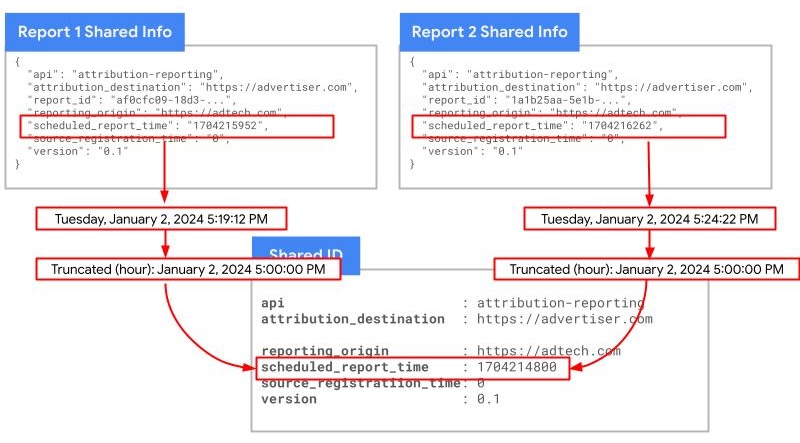 Report 1 Shared Info
{
"api": "attribution-reporting",
"attribution_destination": "https://advertiser.com",
"report_id": "af0cfc09-18d3-...",
"reporting_origin": "https://adtech.com",
"scheduled_report_time": "1704215952",
"source_registration_time": "0",
"version": "0.1"
}
Report 2 Shared Info
{
"api": "attribution-reporting",
"attribution_destination": "https://advertiser.com",
"report_id": "1a1b25aa-5e1b-...",
"reporting_origin": "https://adtech.com",
"scheduled_report_time": "1704216262",
"source_registration_time": "0",
"version": "0.1"
}
Tuesday, January 2, 2024 5:19:12 PM
Tuesday, January 2, 2024 5:24:22 PM
Truncated (hour): January 2, 2024 5:00:00 PM
Truncated (hour): January 2, 2024 5:00:00 PM
Shared ID
api : attribution-reporting
attribution_destination : https://advertiser.com
reporting_origin : https://adtech.com
scheduled_report_time : 1704214800
source_registratiion_time: 0
version : 0.1